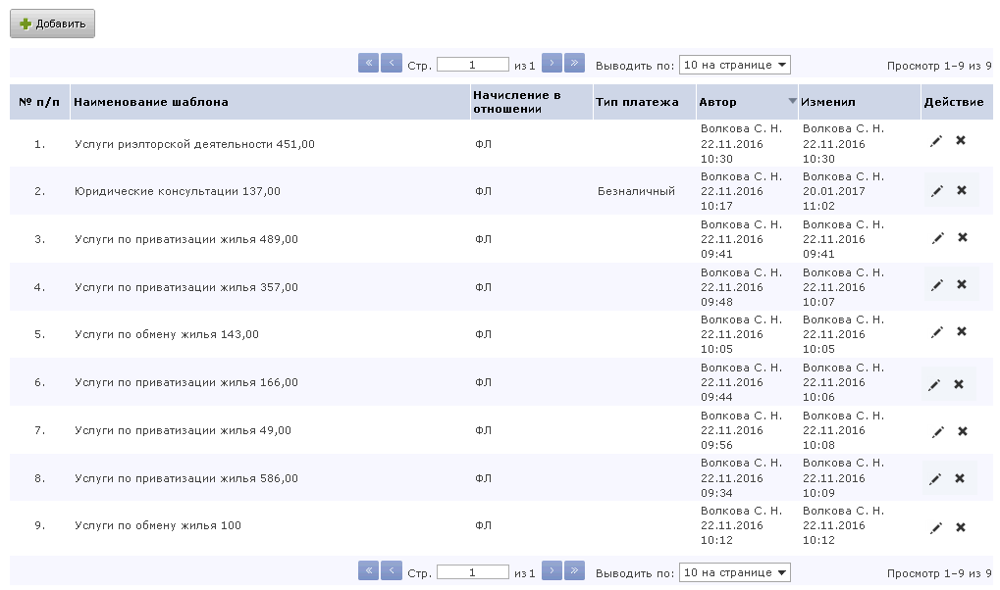 Добавить
« ‹ Стр. 1 из 1 › » Выводить по: 10 на странице Просмотр 1–9 из 9
№ п/п Наименование шаблона Начисление в отношении Тип платежа Автор Изменил Действие
1. Услуги риэлторской деятельности 451,00 ФЛ Волкова С. Н. 22.11.2016 10:30 Волкова С. Н. 22.11.2016 10:30
2. Юридические консультации 137,00 ФЛ Безналичный Волкова С. Н. 22.11.2016 10:17 Волкова С. Н. 20.01.2017 11:02
3. Услуги по приватизации жилья 489,00 ФЛ Волкова С. Н. 22.11.2016 09:41 Волкова С. Н. 22.11.2016 09:41
4. Услуги по приватизации жилья 357,00 ФЛ Волкова С. Н. 22.11.2016 09:48 Волкова С. Н. 22.11.2016 10:07
5. Услуги по обмену жилья 143,00 ФЛ Волкова С. Н. 22.11.2016 10:05 Волкова С. Н. 22.11.2016 10:05
6. Услуги по приватизации жилья 166,00 ФЛ Волкова С. Н. 22.11.2016 09:44 Волкова С. Н. 22.11.2016 10:06
7. Услуги по приватизации жилья 49,00 ФЛ Волкова С. Н. 22.11.2016 09:56 Волкова С. Н. 22.11.2016 10:08
8. Услуги по приватизации жилья 586,00 ФЛ Волкова С. Н. 22.11.2016 09:34 Волкова С. Н. 22.11.2016 10:09
9. Услуги по обмену жилья 100 ФЛ Волкова С. Н. 22.11.2016 10:12 Волкова С. Н. 22.11.2016 10:12
« ‹ Стр. 1 из 1 › » Выводить по: 10 на странице Просмотр 1–9 из 9